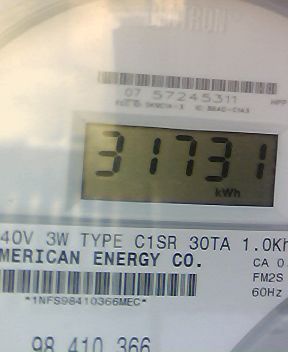 07 57245311
31731
kWh
40V 3W TYPE C1SR 30TA 1.0Kh
MERICAN ENERGY CO.
CA 0.
FM2S
60Hz
*1NFS98410366MEC*
98 410 366